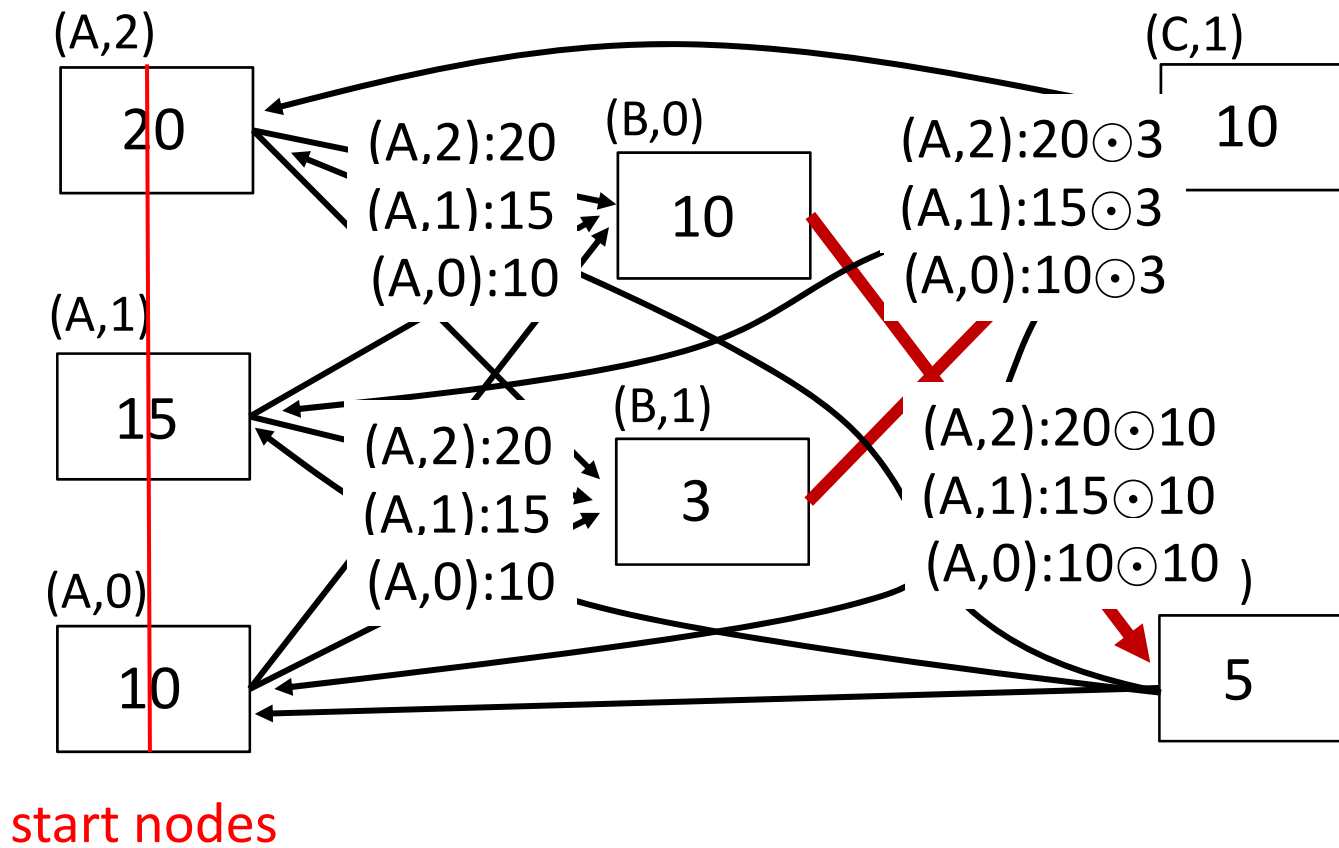 (A,2)
20
(A,1)
15
(A,0)
10
start nodes
(A,2):20
(A,1):15
(A,0):10
(A,2):20
(A,1):15
(A,0):10
(B,0)
10
(B,1)
3
(A,2):20⊙3
(A,1):15⊙3
(A,0):10⊙3
(A,2):20⊙10
(A,1):15⊙10
(A,0):10⊙10
(C,1)
10
)
5